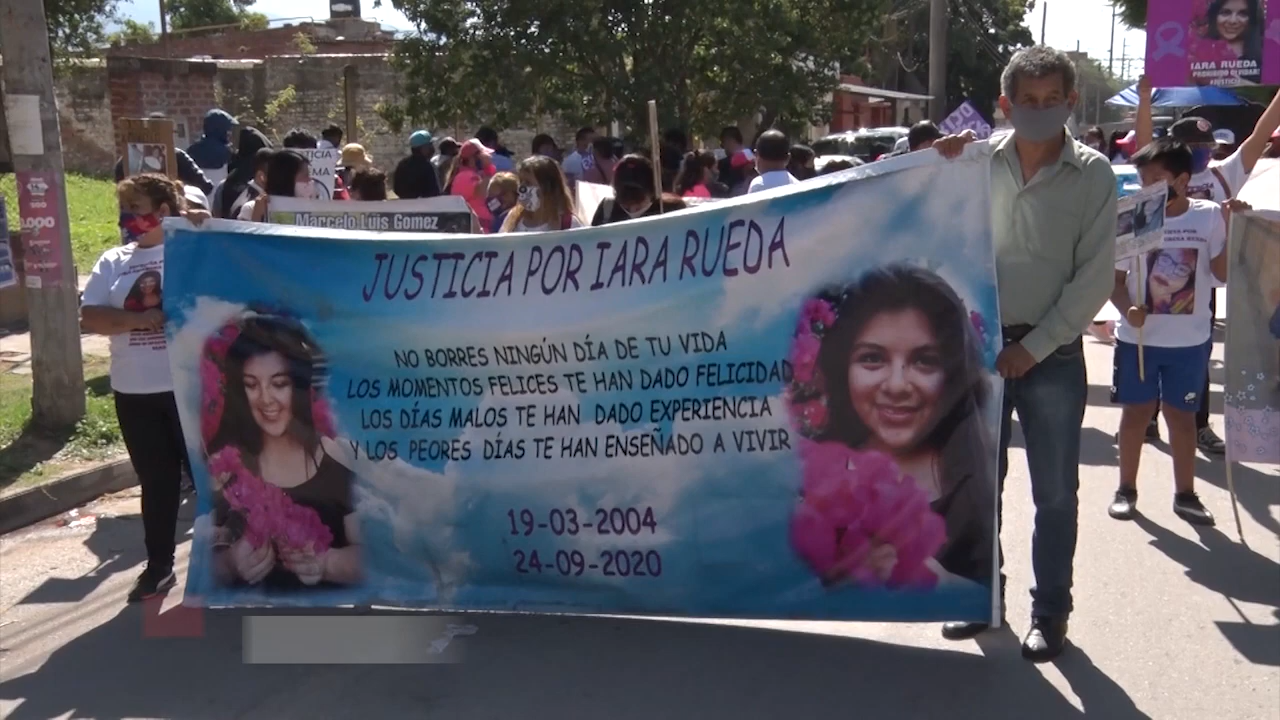 IARA RUEDA
PROHIBIDO OLVIDAR!
Marcelo Luis Gomez
JUSTICIA POR IARA RUEDA
NO BORRES NINGÚN DÍA DE TU VIDA
LOS MOMENTOS FELICES TE HAN DADO FELICIDAD
LOS DÍAS MALOS TE HAN DADO EXPERIENCIA
Y LOS PEORES DÍAS TE HAN ENSEÑADO A VIVIR
19-03-2004
24-09-2020